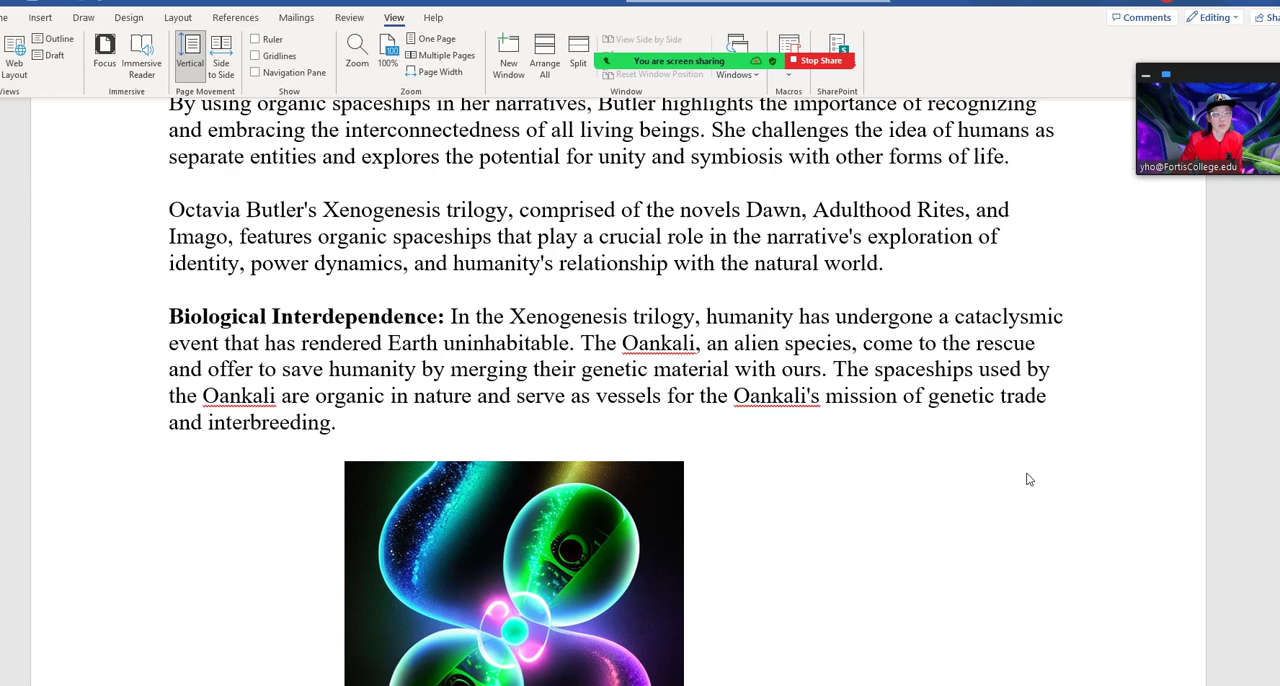 ne Insert Draw Design Layout References Mailings Review View Help Comments Editing Sha
Outline
Draft
Web Layout
Focus
Immersive Reader
Vertical
Side to Side
Ruler
Gridlines
Navigation Pane
Zoom
100
100%
One Page
Multiple Pages
Page Width
New Window
Arrange All
Split
View Side by Side
You are screen sharing Stop Share
Reset Window Position
Windows
iews Immersive Page Movement Show Zoom Window Macros SharePoint
yho@FortisCollege.edu
By using organic spaceships in her narratives, Butler highlights the importance of recognizing
and embracing the interconnectedness of all living beings. She challenges the idea of humans as
separate entities and explores the potential for unity and symbiosis with other forms of life.
Octavia Butler's Xenogenesis trilogy, comprised of the novels Dawn, Adulthood Rites, and
Imago, features organic spaceships that play a crucial role in the narrative's exploration of
identity, power dynamics, and humanity's relationship with the natural world.
Biological Interdependence: In the Xenogenesis trilogy, humanity has undergone a cataclysmic
event that has rendered Earth uninhabitable. The Oankali, an alien species, come to the rescue
and offer to save humanity by merging their genetic material with ours. The spaceships used by
the Oankali are organic in nature and serve as vessels for the Oankali's mission of genetic trade
and interbreeding.